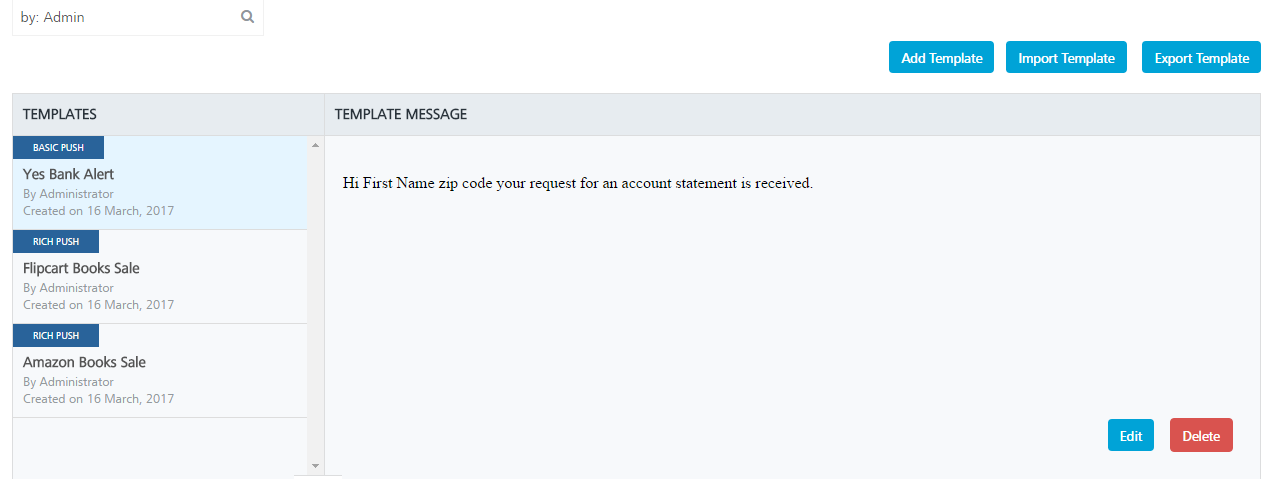 by: Admin
Add Template
Import Template
Export Template
TEMPLATES
TEMPLATE MESSAGE
BASIC PUSH
Yes Bank Alert
By Administrator
Created on 16 March, 2017
Hi First Name zip code your request for an account statement is received.
RICH PUSH
Flipcart Books Sale
By Administrator
Created on 16 March, 2017
RICH PUSH
Amazon Books Sale
By Administrator
Created on 16 March, 2017
Edit
Delete